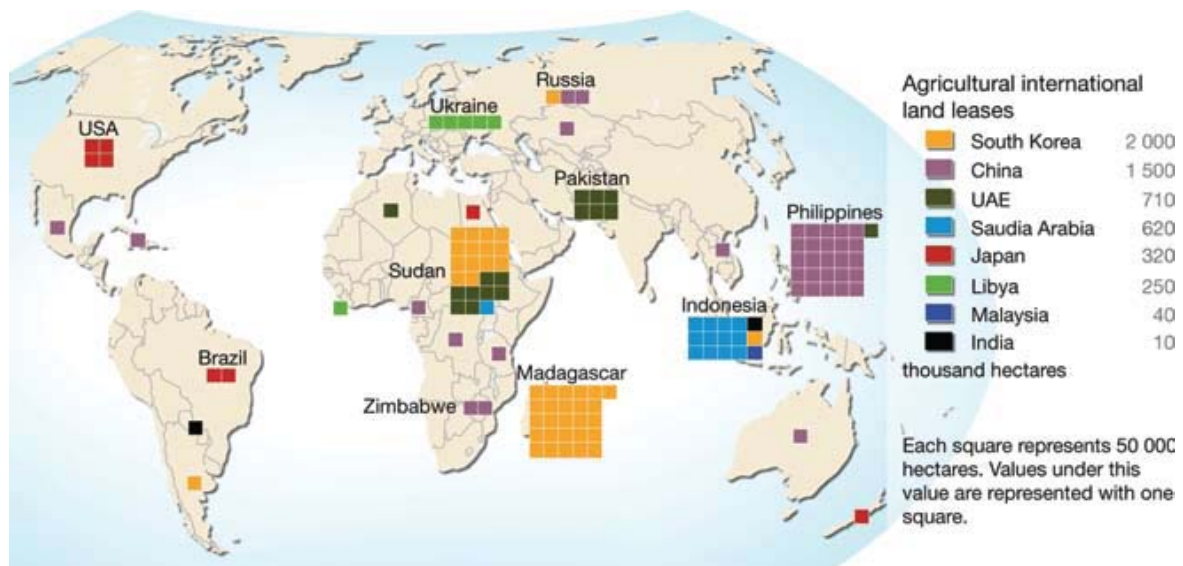 Russia
Ukraine
USA
Pakistan
Philippines
Sudan
Indonesia
Brazil
Madagascar
Zimbabwe
Agricultural international
land leases
South Korea 2 000
China 1 500
UAE 710
Saudia Arabia 620
Japan 320
Libya 250
Malaysia 40
India 10
thousand hectares
Each square represents 50 000
hectares. Values under this
value are represented with one
square.